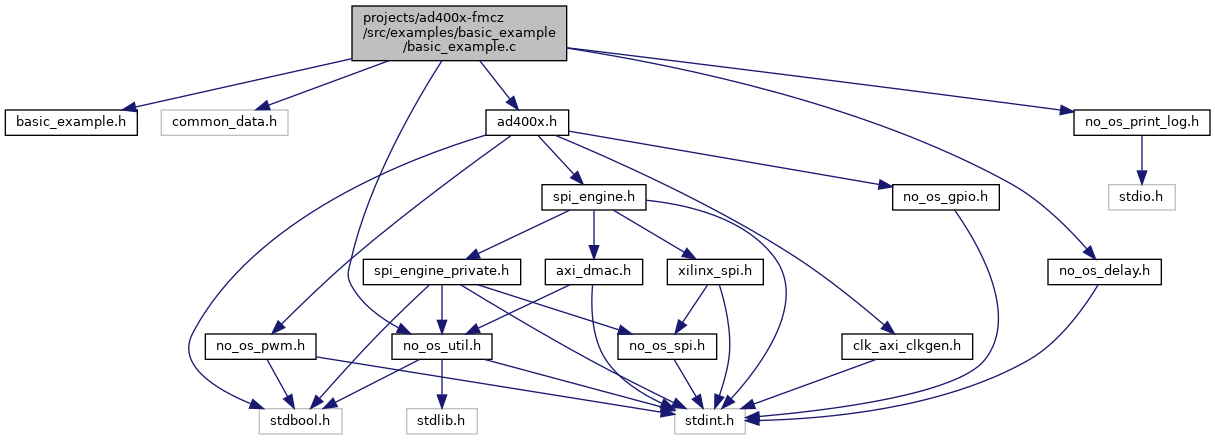 projects/ad400x-fmcz
/src/examples/basic_example
/basic_example.c
basic_example.h
common_data.h
ad400x.h
no_os_print_log.h
spi_engine.h
no_os_gpio.h
stdio.h
spi_engine_private.h
axi_dmac.h
xilinx_spi.h
no_os_delay.h
no_os_pwm.h
no_os_util.h
no_os_spi.h
clk_axi_clkgen.h
stdbool.h
stdlib.h
stdint.h